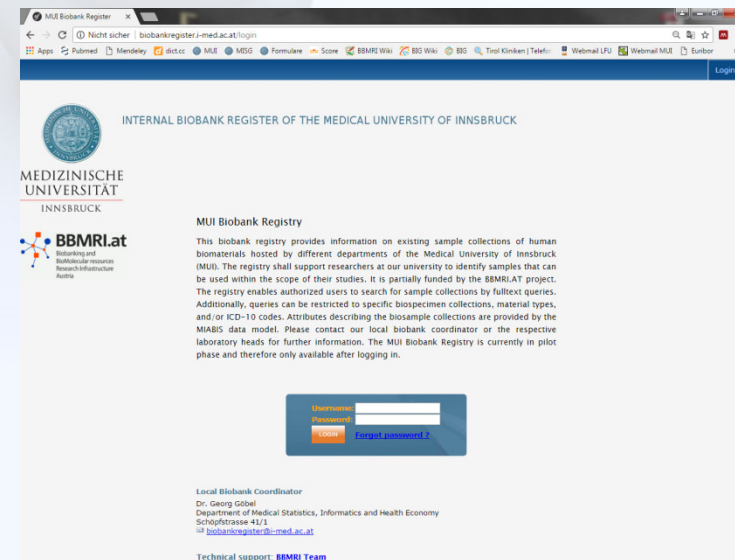 MUI Biobank Register
Nicht sicher | biobankregister.i-med.ac.at/login
Apps Pubmed Mendeley dict.cc MUI MISG Formulare Score BBMRI Wiki BIG Wiki BIG Tirol Kliniken | Telefon Webmail LFU Webmail MUI Euribor
Login
INTERNAL BIOBANK REGISTER OF THE MEDICAL UNIVERSITY OF INNSBRUCK
MEDIZINISCHE
UNIVERSITÄT
INNSBRUCK
BBMRI.at
Biobanking and
BioMolecular resources
Research Infrastructure
Austria
MUI Biobank Registry
This biobank registry provides information on existing sample collections of human
biomaterials hosted by different departments of the Medical University of Innsbruck
(MUI). The registry shall support researchers at our university to identify samples that can
be used within the scope of their studies. It is partially funded by the BBMRI.AT project.
The registry enables authorized users to search for sample collections by fulltext queries.
Additionally, queries can be restricted to specific biospecimen collections, material types,
and/or ICD-10 codes. Attributes describing the biosample collections are provided by the
MIABIS data model. Please contact our local biobank coordinator or the respective
laboratory heads for further information. The MUI Biobank Registry is currently in pilot
phase and therefore only available after logging in.
Username:
Password:
LOGIN Forgot password ?
Local Biobank Coordinator
Dr. Georg Göbel
Department of Medical Statistics, Informatics and Health Economy
Schöpfstrasse 41/1
biobankregister@i-med.ac.at
Technical support: BBMRI Team